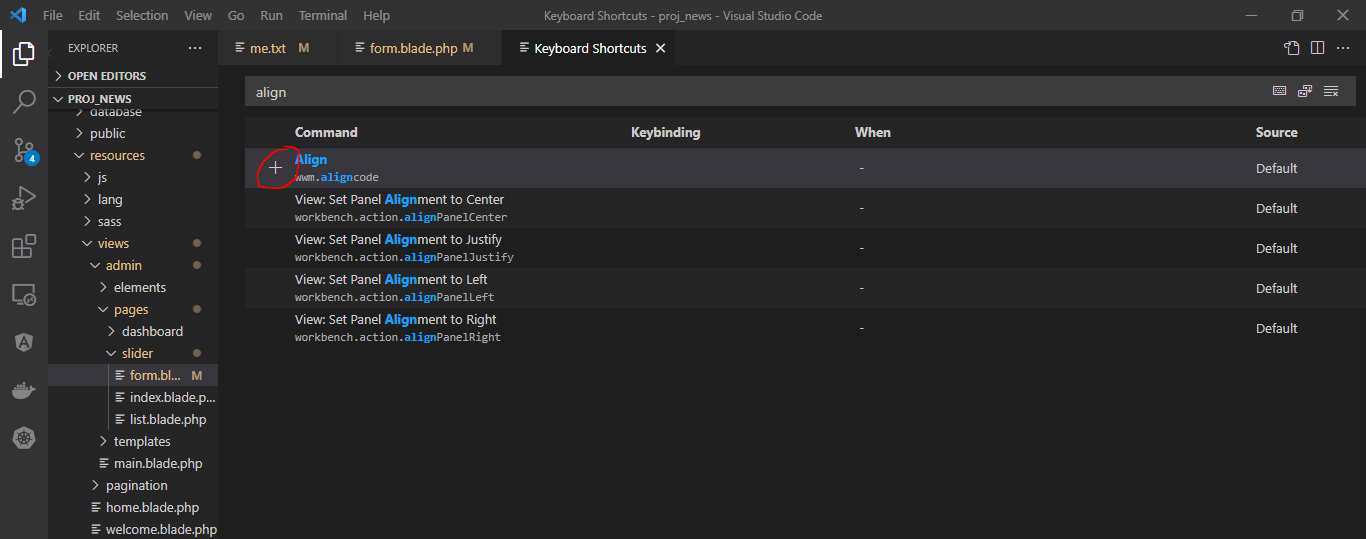 File Edit Selection View Go Run Terminal Help Keyboard Shortcuts - proj_news - Visual Studio Code
EXPLORER
me.txt M form.blade.php M Keyboard Shortcuts
OPEN EDITORS
PROJ_NEWS
database
public
resources
js
lang
sass
views
admin
elements
pages
dashboard
slider
form.bl... M
index.blade.p...
list.blade.php
templates
main.blade.php
pagination
home.blade.php
welcome.blade.php
4
align
Command Keybinding When Source
Align - Default
wwm.aligncode
View: Set Panel Alignment to Center - Default
workbench.action.alignPanelCenter
View: Set Panel Alignment to Justify - Default
workbench.action.alignPanelJustify
View: Set Panel Alignment to Left - Default
workbench.action.alignPanelLeft
View: Set Panel Alignment to Right - Default
workbench.action.alignPanelRight